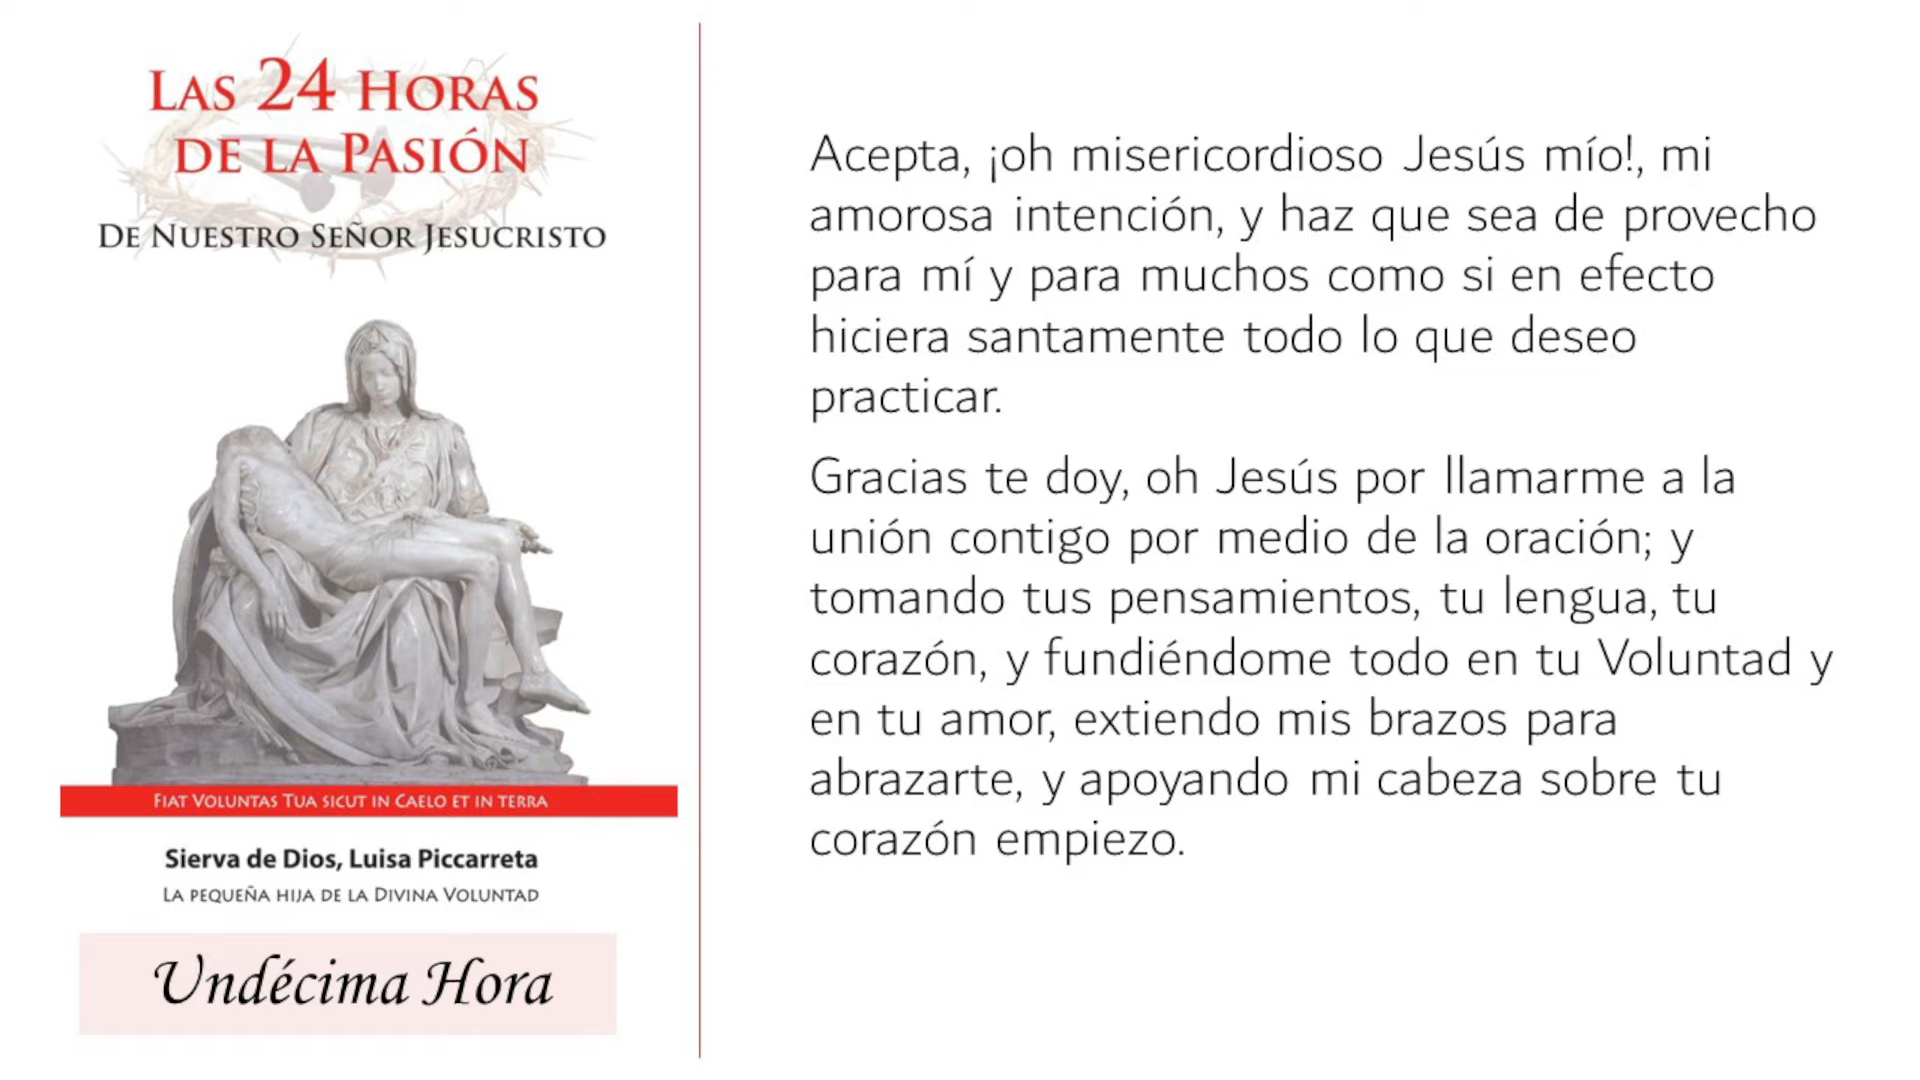 Las 24 Horas
de la Pasión
De Nuestro Señor Jesucristo
Fiat Voluntas Tua sicut in Caelo et in terra
Sierva de Dios, Luisa Piccarreta
La pequeña hija de la Divina Voluntad
Undécima Hora
Acepta, ¡oh misericordioso Jesús mío!, mi
amorosa intención, y haz que sea de provecho
para mí y para muchos como si en efecto
hiciera santamente todo lo que deseo
practicar.
Gracias te doy, oh Jesús por llamarme a la
unión contigo por medio de la oración; y
tomando tus pensamientos, tu lengua, tu
corazón, y fundiéndome todo en tu Voluntad y
en tu amor, extiendo mis brazos para
abrazarte, y apoyando mi cabeza sobre tu
corazón empiezo.